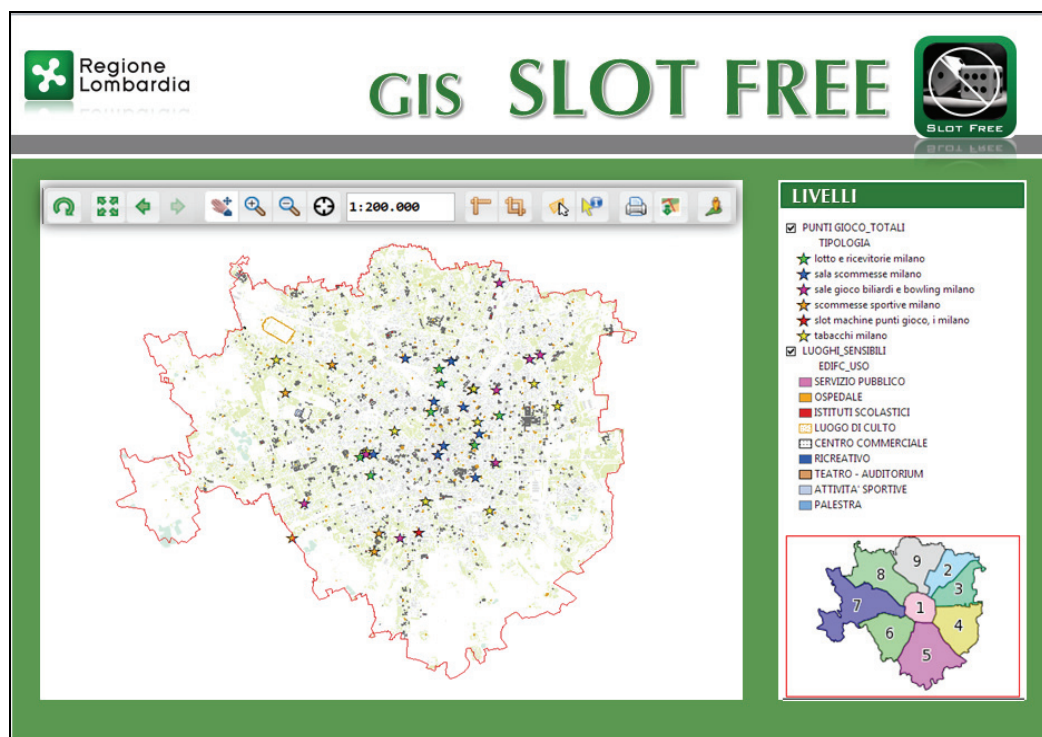 Regione
Lombardia
GIS SLOT FREE
SLOT FREE
1:200.000
LIVELLI
PUNTI GIOCO_TOTALI
TIPOLOGIA
lotto e ricevitorie milano
sala scommesse milano
sale gioco biliardi e bowling milano
scommesse sportive milano
slot machine punti gioco, i milano
tabacchi milano
LUOGHI_SENSIBILI
EDIFC_USO
SERVIZIO PUBBLICO
OSPEDALE
ISTITUTI SCOLASTICI
LUOGO DI CULTO
CENTRO COMMERCIALE
RICREATIVO
TEATRO - AUDITORIUM
ATTIVITA' SPORTIVE
PALESTRA
9
2
8
3
7
1
4
6
5